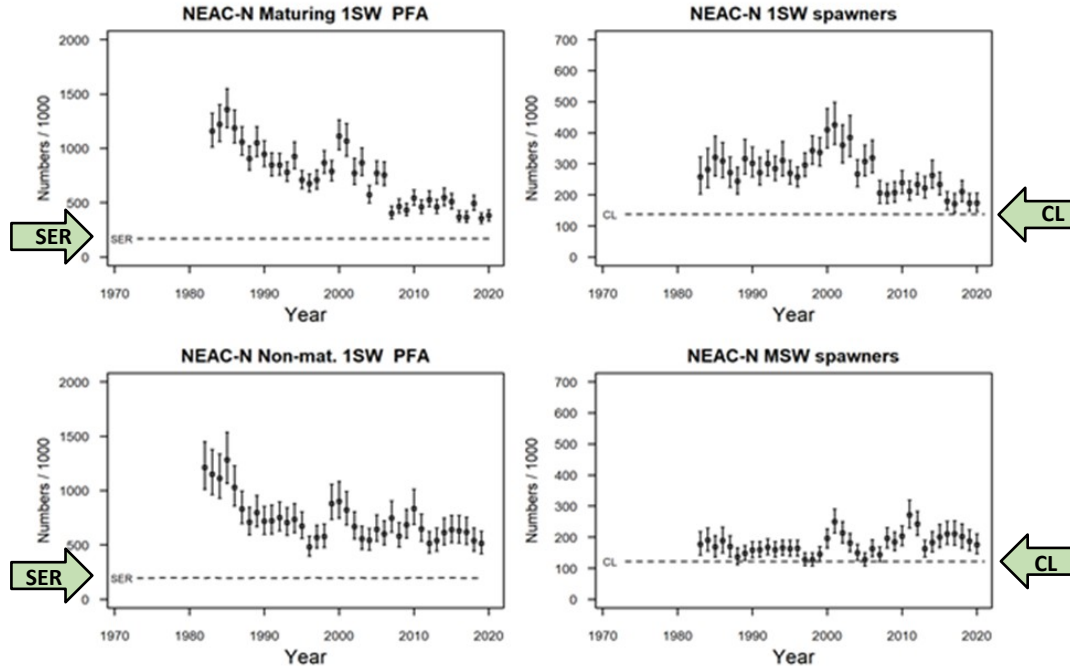 NEAC-N Maturing 1SW PFA
Numbers / 1000
2000
1500
1000
500
0
SER
SER
1970 1980 1990 2000 2010 2020
Year
NEAC-N 1SW spawners
Numbers / 1000
700
600
500
400
300
200
100
0
CL
CL
1970 1980 1990 2000 2010 2020
Year
NEAC-N Non-mat. 1SW PFA
Numbers / 1000
2000
1500
1000
500
0
SER
SER
1970 1980 1990 2000 2010 2020
Year
NEAC-N MSW spawners
Numbers / 1000
700
600
500
400
300
200
100
0
CL
CL
1970 1980 1990 2000 2010 2020
Year